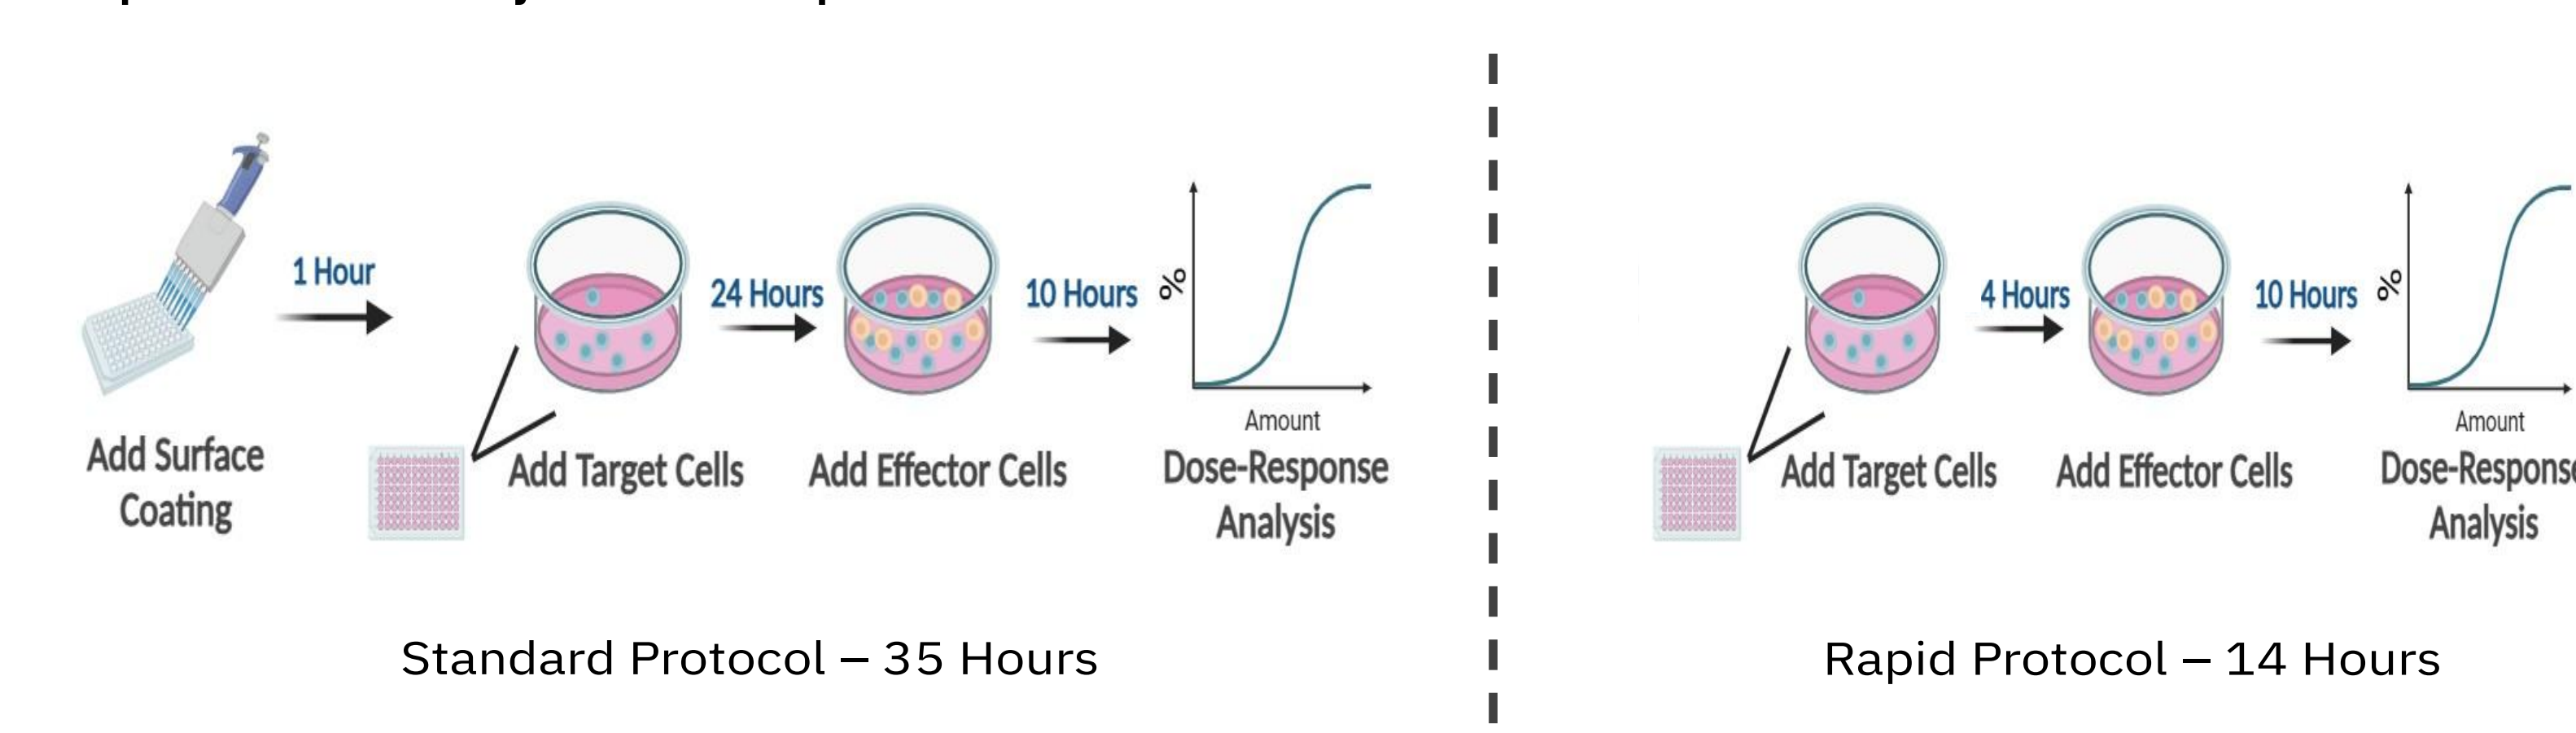 1 Hour
24 Hours
10 Hours
%
Amount
Add Surface
Coating
Add Target Cells
Add Effector Cells
Dose-Response
Analysis
Standard Protocol – 35 Hours
4 Hours
10 Hours
%
Amount
Add Target Cells
Add Effector Cells
Dose-Response
Analysis
Rapid Protocol – 14 Hours